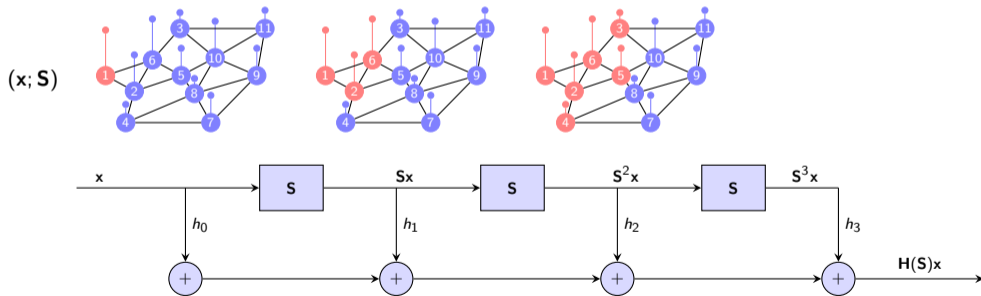 3 11 3 11 3 11
6 10 6 10 6 10
(x; S) 1 5 9 1 5 9 1 5 9
2 8 2 8 2 8
4 7 4 7 4 7
x Sx S²x S³x
S S S
h₀ h₁ h₂ h₃
+ + + + H(S)x